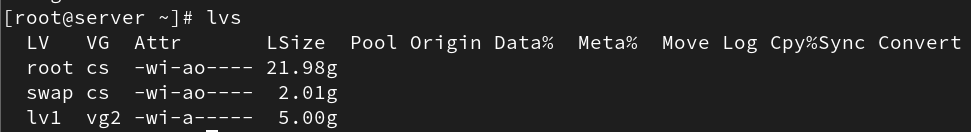 [root@server ~]# lvs
  LV   VG  Attr       LSize  Pool Origin Data%  Meta%  Move Log Cpy%Sync Convert
  root cs  -wi-ao---- 21.98g
  swap cs  -wi-ao----  2.01g
  lv1  vg2 -wi-a-----  5.00g